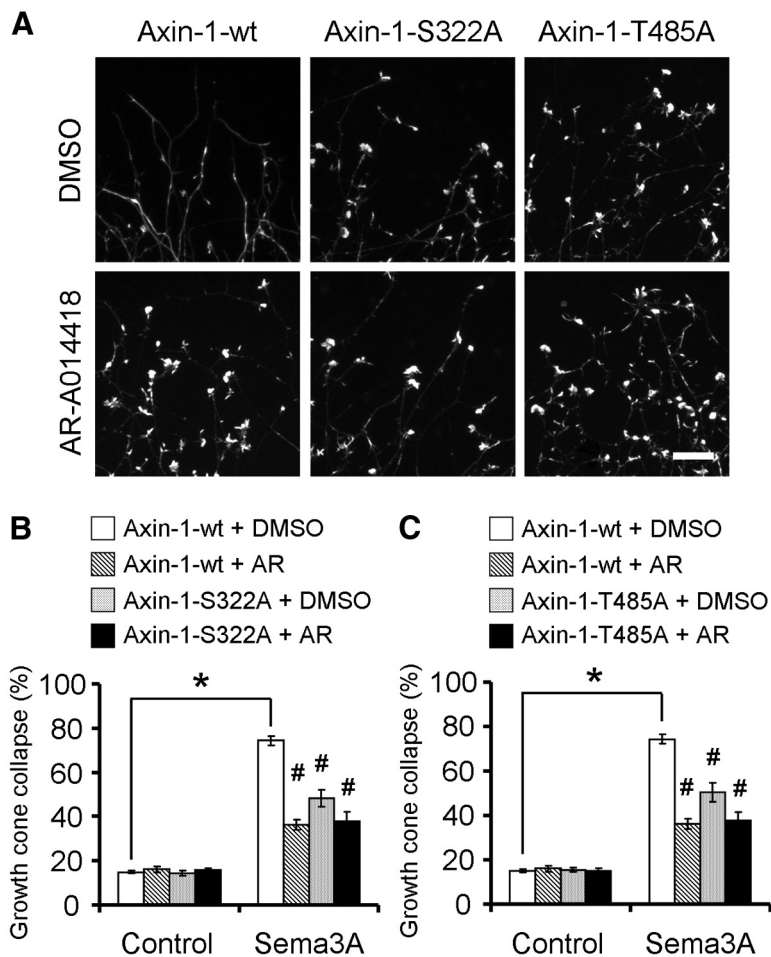 A
Axin-1-wt
Axin-1-S322A
Axin-1-T485A
DMSO
AR-A014418
B
Axin-1-wt + DMSO
Axin-1-wt + AR
Axin-1-S322A + DMSO
Axin-1-S322A + AR
Growth cone collapse (%)
100
80
60
40
20
0
*
# # #
Control
Sema3A
C
Axin-1-wt + DMSO
Axin-1-wt + AR
Axin-1-T485A + DMSO
Axin-1-T485A + AR
Growth cone collapse (%)
100
80
60
40
20
0
*
# # #
Control
Sema3A